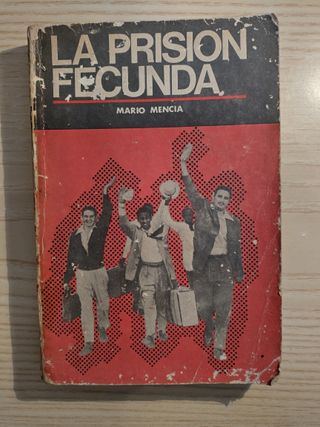 LA PRISION
FECUNDA
MARIO MENCIA